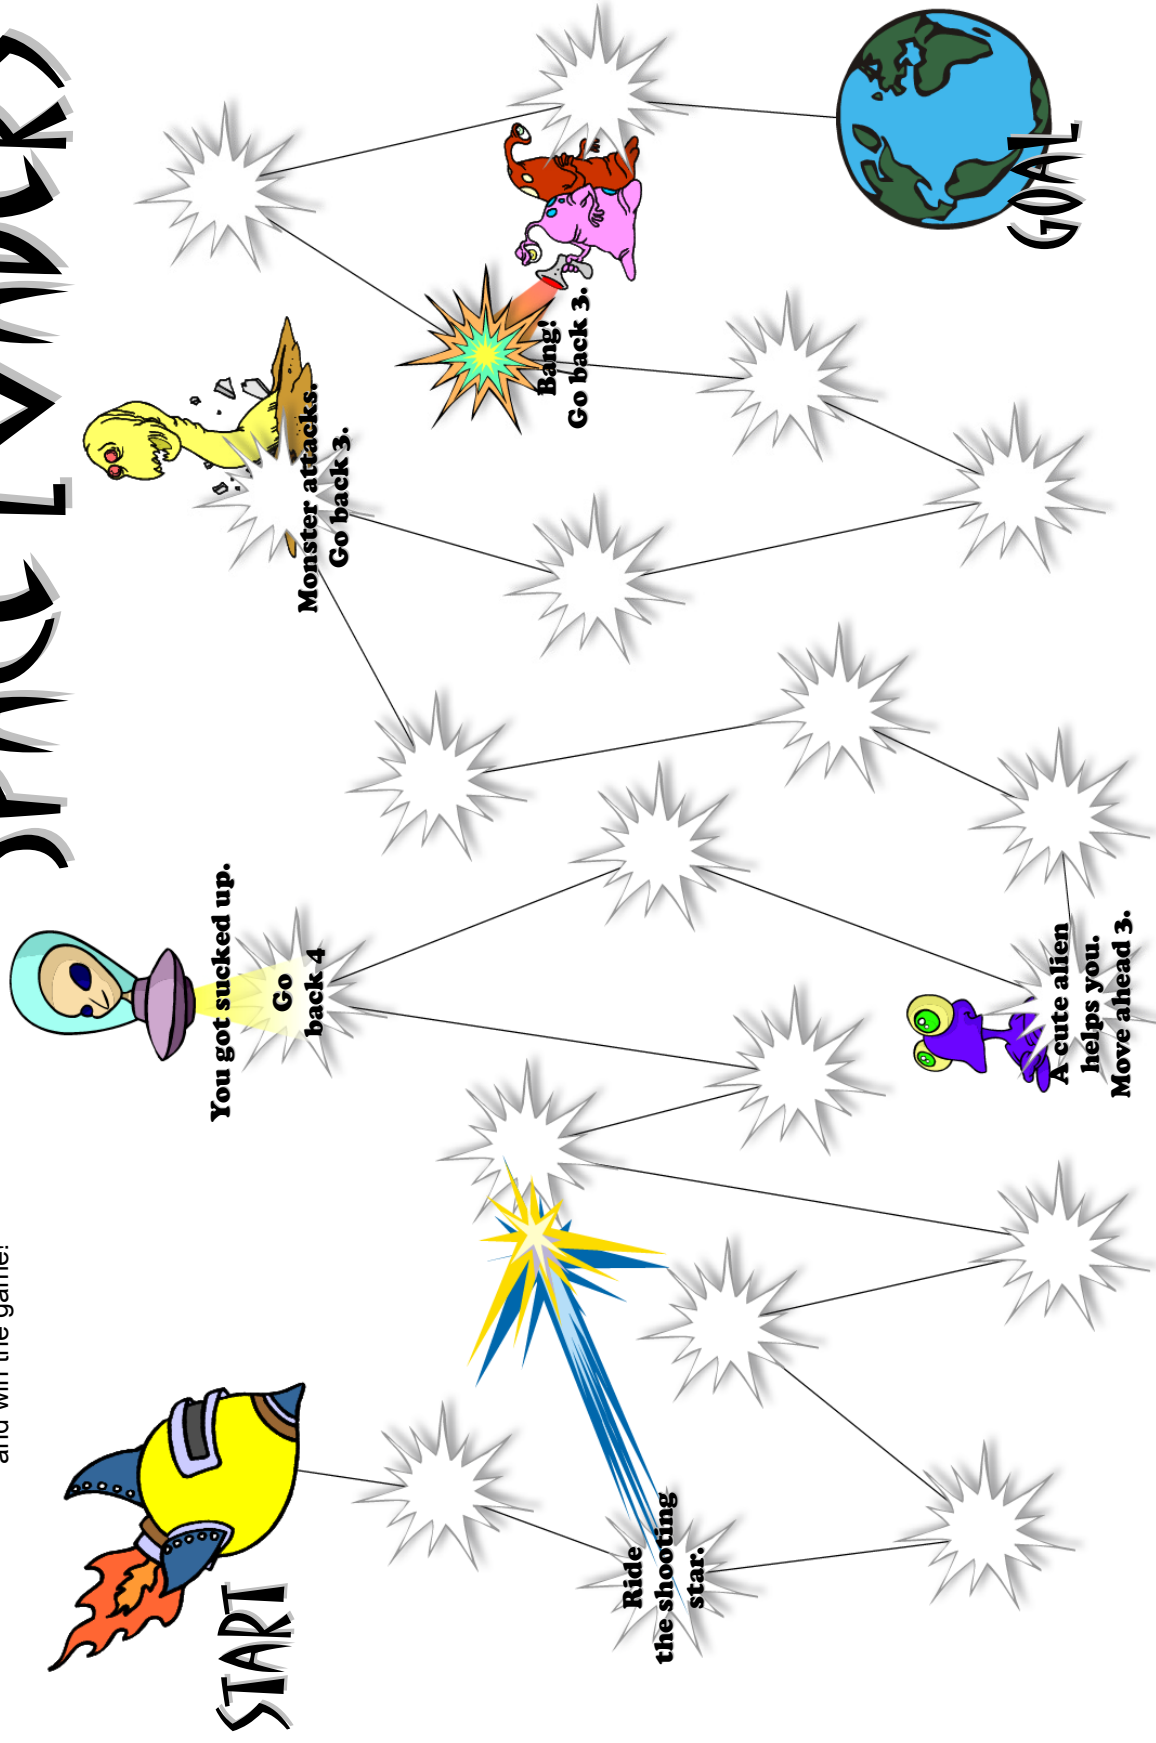 and win the game!
SPACE
START
You got sucked up.
Go
back 4
Monster attacks.
Go back 3.
Bang!
Go back 3.
Ride
the shooting
star.
A cute alien
helps you.
Move ahead 3.
GOAL